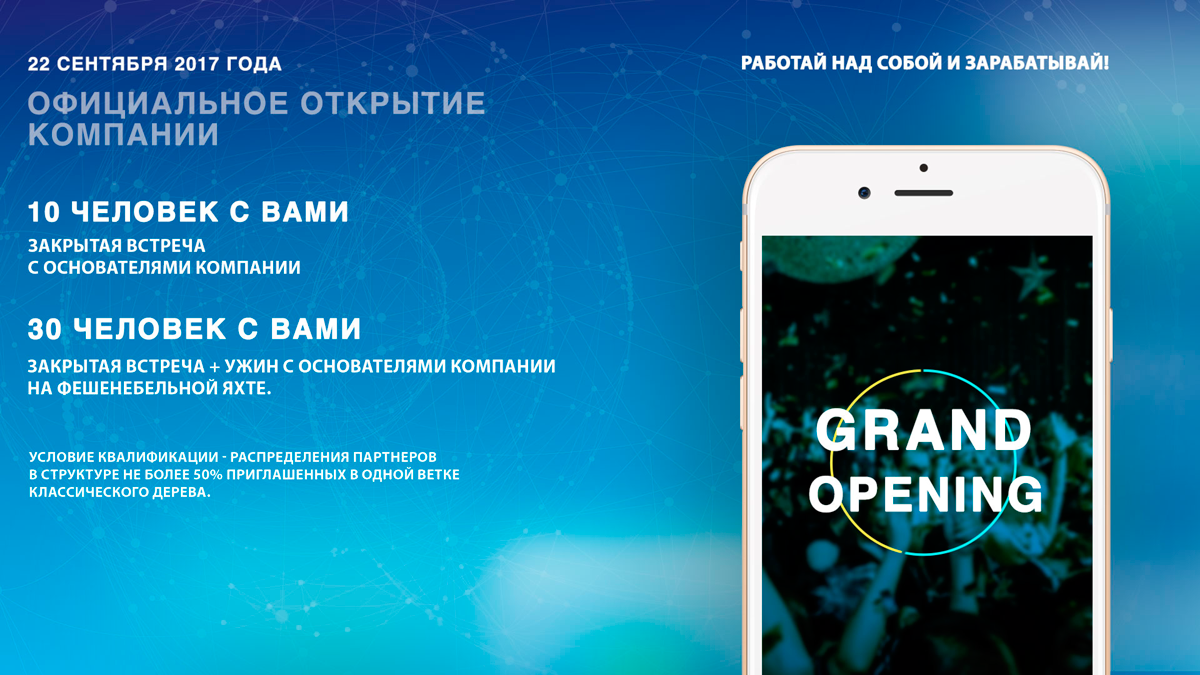 22 СЕНТЯБРЯ 2017 ГОДА
ОФИЦИАЛЬНОЕ ОТКРЫТИЕ
КОМПАНИИ
10 ЧЕЛОВЕК С ВАМИ
ЗАКРЫТАЯ ВСТРЕЧА
С ОСНОВАТЕЛЯМИ КОМПАНИИ
30 ЧЕЛОВЕК С ВАМИ
ЗАКРЫТАЯ ВСТРЕЧА + УЖИН С ОСНОВАТЕЛЯМИ КОМПАНИИ
НА ФЕШЕНЕБЕЛЬНОЙ ЯХТЕ.
УСЛОВИЕ КВАЛИФИКАЦИИ - РАСПРЕДЕЛЕНИЯ ПАРТНЕРОВ
В СТРУКТУРЕ НЕ БОЛЕЕ 50% ПРИГЛАШЕННЫХ В ОДНОЙ ВЕТКЕ
КЛАССИЧЕСКОГО ДЕРЕВА.
РАБОТАЙ НАД СОБОЙ И ЗАРАБАТЫВАЙ!
GRAND
OPENING